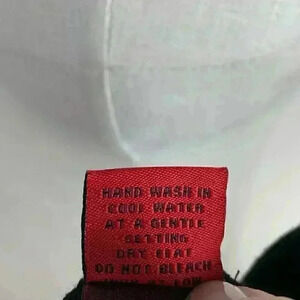 HAND WASH IN
COOL WATER
AT A GENTLE
SETTING
DRY FLAT
DO NOT BLEACH